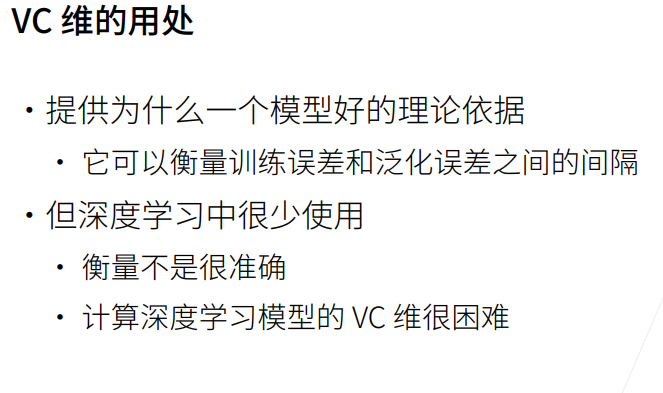 VC 维的用处
• 提供为什么一个模型好的理论依据
• 它可以衡量训练误差和泛化误差之间的间隔
• 但深度学习中很少使用
• 衡量不是很准确
• 计算深度学习模型的 VC 维很困难